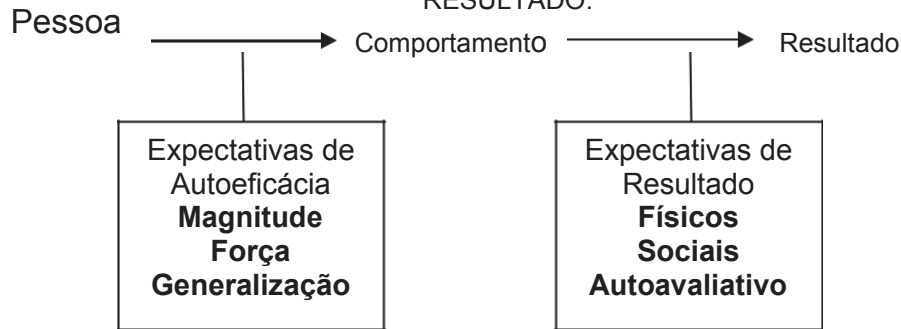 RESULTADO.
Pessoa
Comportamento
Resultado
Expectativas de
Autoeficácia
Magnitude
Força
Generalização
Expectativas de
Resultado
Físicos
Sociais
Autoavaliativo